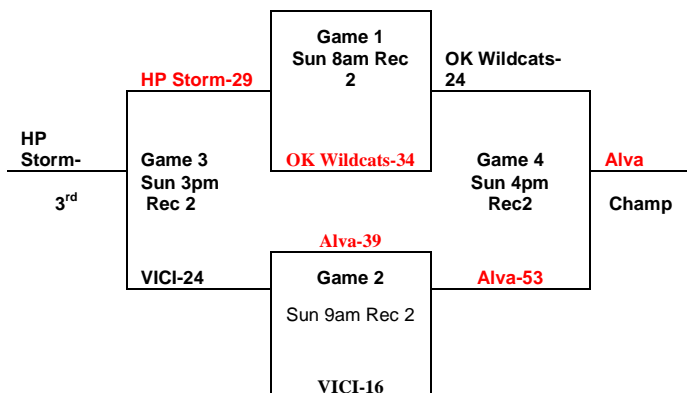 Game 1
Sun 8am Rec
2
OK Wildcats-
24
HP Storm-29
HP
Storm-
3rd
Game 3
Sun 3pm
Rec 2
OK Wildcats-34
Game 4
Sun 4pm
Rec2
Alva
Champ
Alva-39
VICI-24
Game 2
Alva-53
Sun 9am Rec 2
VICI-16